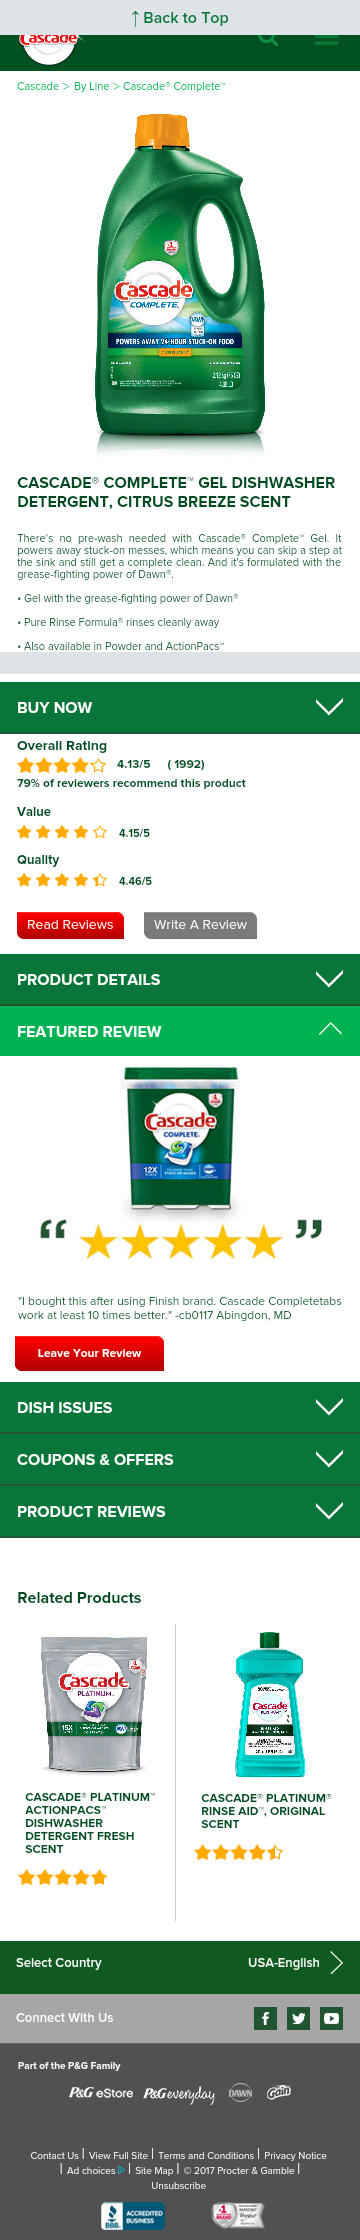 ↑ Back to Top
Cascade
Cascade > By Line > Cascade® Complete™
Cascade
COMPLETE.
DAWN
POWERS AWAY 24-HOUR STUCK-ON FOOD
CASCADE® COMPLETE™ GEL DISHWASHER
DETERGENT, CITRUS BREEZE SCENT
There's no pre-wash needed with Cascade® Complete™ Gel. It
powers away stuck-on messes, which means you can skip a step at
the sink and still get a complete clean. And it's formulated with the
grease-fighting power of Dawn®.
• Gel with the grease-fighting power of Dawn®
• Pure Rinse Formula® rinses cleanly away
• Also available in Powder and ActionPacs™
BUY NOW
Overall Rating
4.13/5 ( 1992)
79% of reviewers recommend this product
Value
4.15/5
Quality
4.46/5
Read Reviews Write A Review
PRODUCT DETAILS
FEATURED REVIEW
Cascade
COMPLETE.
12X
“ ”
"I bought this after using Finish brand. Cascade Completetabs
work at least 10 times better." -cb0117 Abingdon, MD
Leave Your Review
DISH ISSUES
COUPONS & OFFERS
PRODUCT REVIEWS
Related Products
Cascade
PLATINUM.
15X
Cascade
PLATINUM
CASCADE® PLATINUM™
ACTIONPACS™
DISHWASHER
DETERGENT FRESH
SCENT
CASCADE® PLATINUM®
RINSE AID™, ORIGINAL
SCENT
Select Country USA-English
Connect With Us
Part of the P&G Family
P&G eStore P&G everyday DAWN Gain
Contact Us | View Full Site | Terms and Conditions | Privacy Notice
| Ad choices | Site Map | © 2017 Procter & Gamble |
Unsubscribe
BBB ACCREDITED
BUSINESS